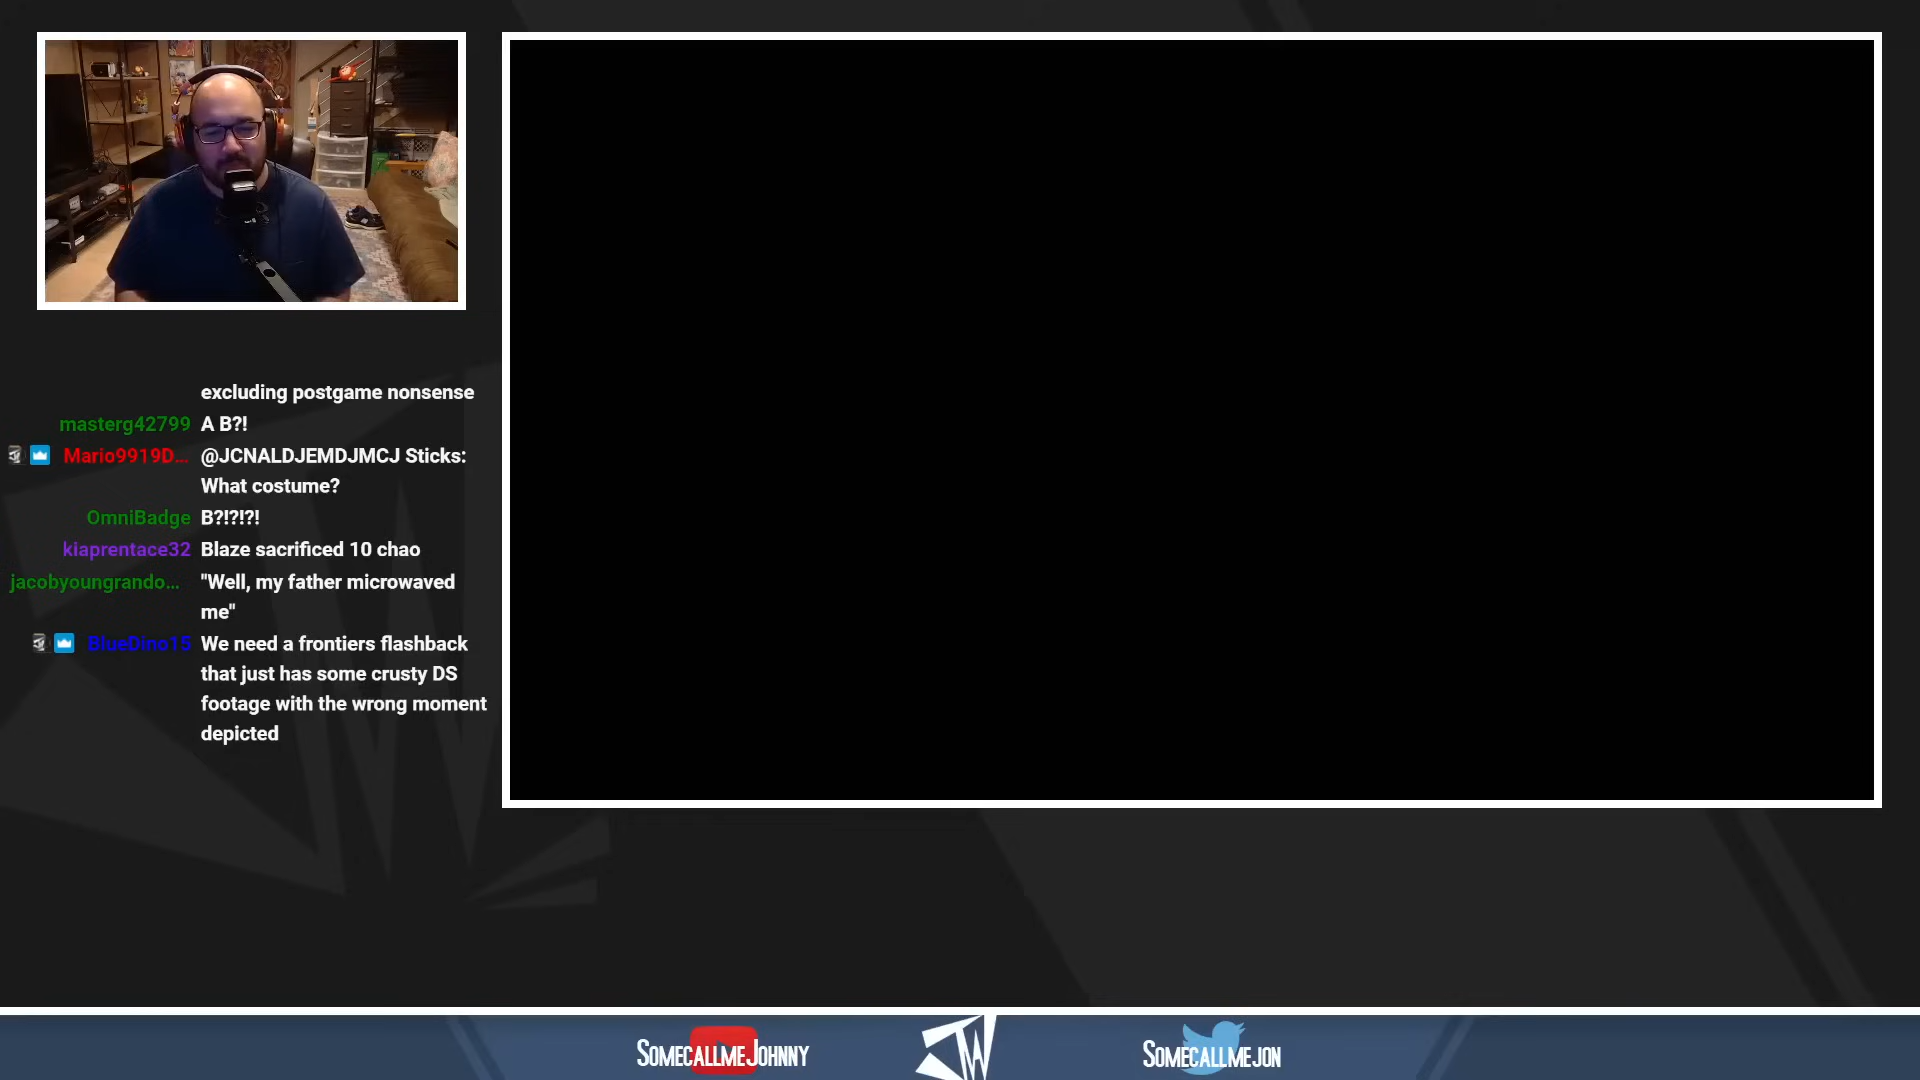 excluding postgame nonsense
masterg42799 A B?!
Mario9919D... @JCNALDJEMDJMCJ Sticks:
What costume?
OmniBadge B?!?!?!
kiaprentace32 Blaze sacrificed 10 chao
jacobyoungrando... "Well, my father microwaved
me"
BlueDino15 We need a frontiers flashback
that just has some crusty DS
footage with the wrong moment
depicted
SOMECALLMEJOHNNY
SOMECALLMEJON